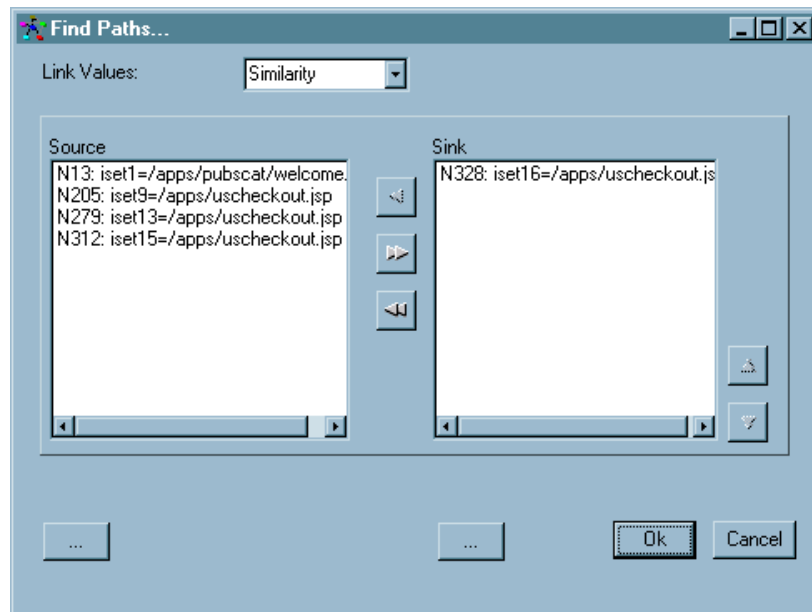 Find Paths...
Link Values:
Similarity
Source
Sink
N13: iset1=/apps/pubscat/welcome.
N205: iset9=/apps/uscheckout.jsp
N279: iset13=/apps/uscheckout.jsp
N312: iset15=/apps/uscheckout.jsp
N328: iset16=/apps/uscheckout.js
...
...
Ok
Cancel